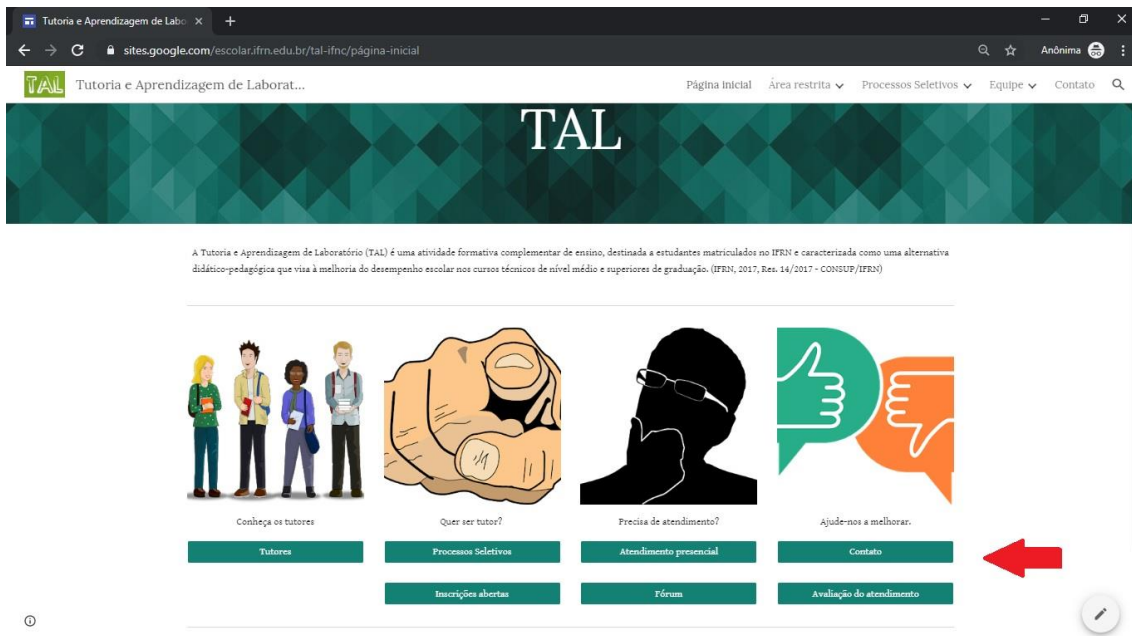 Tutoria e Aprendizagem de Labo
sites.google.com/escolar.ifrn.edu.br/tal-ifnc/página-inicial
Anônima
TAL
Tutoria e Aprendizagem de Laborat...
Página inicial
Área restrita
Processos Seletivos
Equipe
Contato
TAL
A Tutoria e Aprendizagem de Laboratório (TAL) é uma atividade formativa complementar de ensino, destinada a estudantes matriculados no IFRN e caracterizada como uma alternativa
didático-pedagógica que visa à melhoria do desempenho escolar nos cursos técnicos de nível médio e superiores de graduação. (IFRN, 2017, Res. 14/2017 - CONSUP/IFRN)
Conheça os tutores
Quer ser tutor?
Precisa de atendimento?
Ajude-nos a melhorar.
Tutores
Processos Seletivos
Atendimento presencial
Contato
Inscrições abertas
Fórum
Avaliação do atendimento